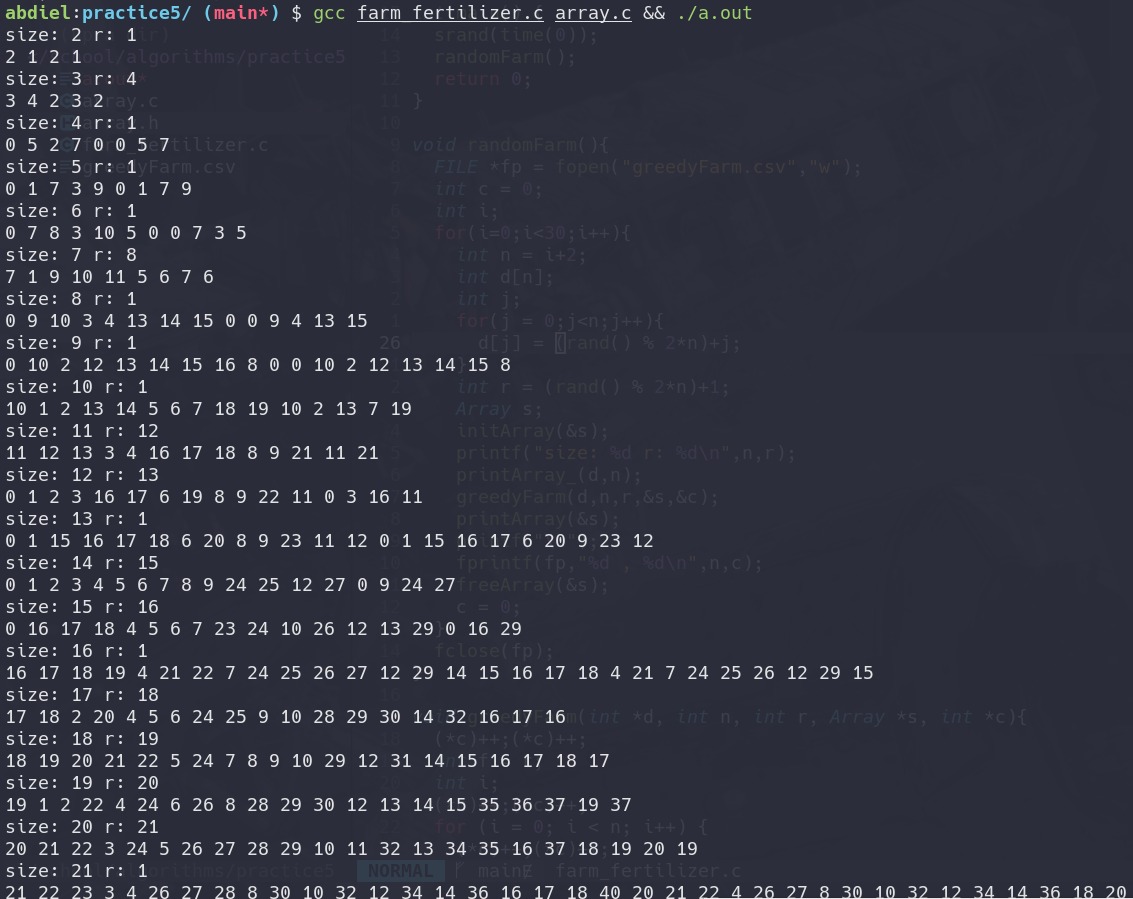 abdiel:practice5/ (main*) $ gcc farm_fertilizer.c array.c && ./a.out
size: 2 r: 1
2 1 2 1
size: 3 r: 4
3 4 2 3 2
size: 4 r: 1
0 5 2 7 0 0 5 7
size: 5 r: 1
0 1 7 3 9 0 1 7 9
size: 6 r: 1
0 7 8 3 10 5 0 0 7 3 5
size: 7 r: 8
7 1 9 10 11 5 6 7 6
size: 8 r: 1
0 9 10 3 4 13 14 15 0 0 9 4 13 15
size: 9 r: 1
0 10 2 12 13 14 15 16 8 0 0 10 2 12 13 14 15 8
size: 10 r: 1
10 1 2 13 14 5 6 7 18 19 10 2 13 7 19
size: 11 r: 12
11 12 13 3 4 16 17 18 8 9 21 11 21
size: 12 r: 13
0 1 2 3 16 17 6 19 8 9 22 11 0 3 16 11
size: 13 r: 1
0 1 15 16 17 18 6 20 8 9 23 11 12 0 1 15 16 17 6 20 9 23 12
size: 14 r: 15
0 1 2 3 4 5 6 7 8 9 24 25 12 27 0 9 24 27
size: 15 r: 16
0 16 17 18 4 5 6 7 23 24 10 26 12 13 29 0 16 29
size: 16 r: 1
16 17 18 19 4 21 22 7 24 25 26 27 12 29 14 15 16 17 18 4 21 7 24 25 26 12 29 15
size: 17 r: 18
17 18 2 20 4 5 6 24 25 9 10 28 29 30 14 32 16 17 16
size: 18 r: 19
18 19 20 21 22 5 24 7 8 9 10 29 12 31 14 15 16 17 18 17
size: 19 r: 20
19 1 2 22 4 24 6 26 8 28 29 30 12 13 14 15 35 36 37 19 37
size: 20 r: 21
20 21 22 3 24 5 26 27 28 29 10 11 32 13 34 35 16 37 18 19 20 19
size: 21 r: 1
21 22 23 3 4 26 27 28 8 30 10 32 12 34 14 36 16 17 18 40 20 21 22 4 26 27 8 30 10 32 12 34 14 36 18 20
14 srand(time(0));
13 randomFarm();
12 return 0;
11 }
10
void randomFarm(){
FILE *fp = fopen("greedyFarm.csv","w");
int c = 0;
int i;
for(i=0;i<30;i++){
int n = i+2;
int d[n];
int j;
for(j = 0;j<n;j++){
26 d[j] = (rand() % 2*n)+j;
}
int r = (rand() % 2*n)+1;
Array s;
initArray(&s);
printf("size: %d r: %d\n",n,r);
printArray_(d,n);
greedyFarm(d,n,r,&s,&c);
printArray(&s);
fprintf(fp,"%d , %d\n",n,c);
freeArray(&s);
c = 0;
}
fclose(fp);
(int *d, int n, int r, Array *s, int *c){
(*c)++;(*c)++;
int i;
for (i = 0; i < n; i++) {
NORMAL main farm_fertilizer.c